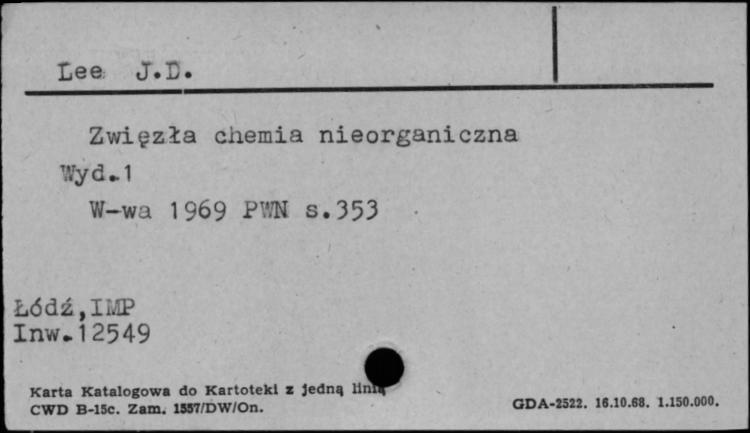 Lee J.D.
Zwięzła chemia nieorganiczna
Wyd.1
W-wa 1969 PWN s.353
Łódź,IMP
Inw.12549
Karta Katalogowa do Kartoteki z jedną linią
CWD B-15c. Zam. 1557/DW/On.
GDA-2522. 16.10.68. 1.150.000.